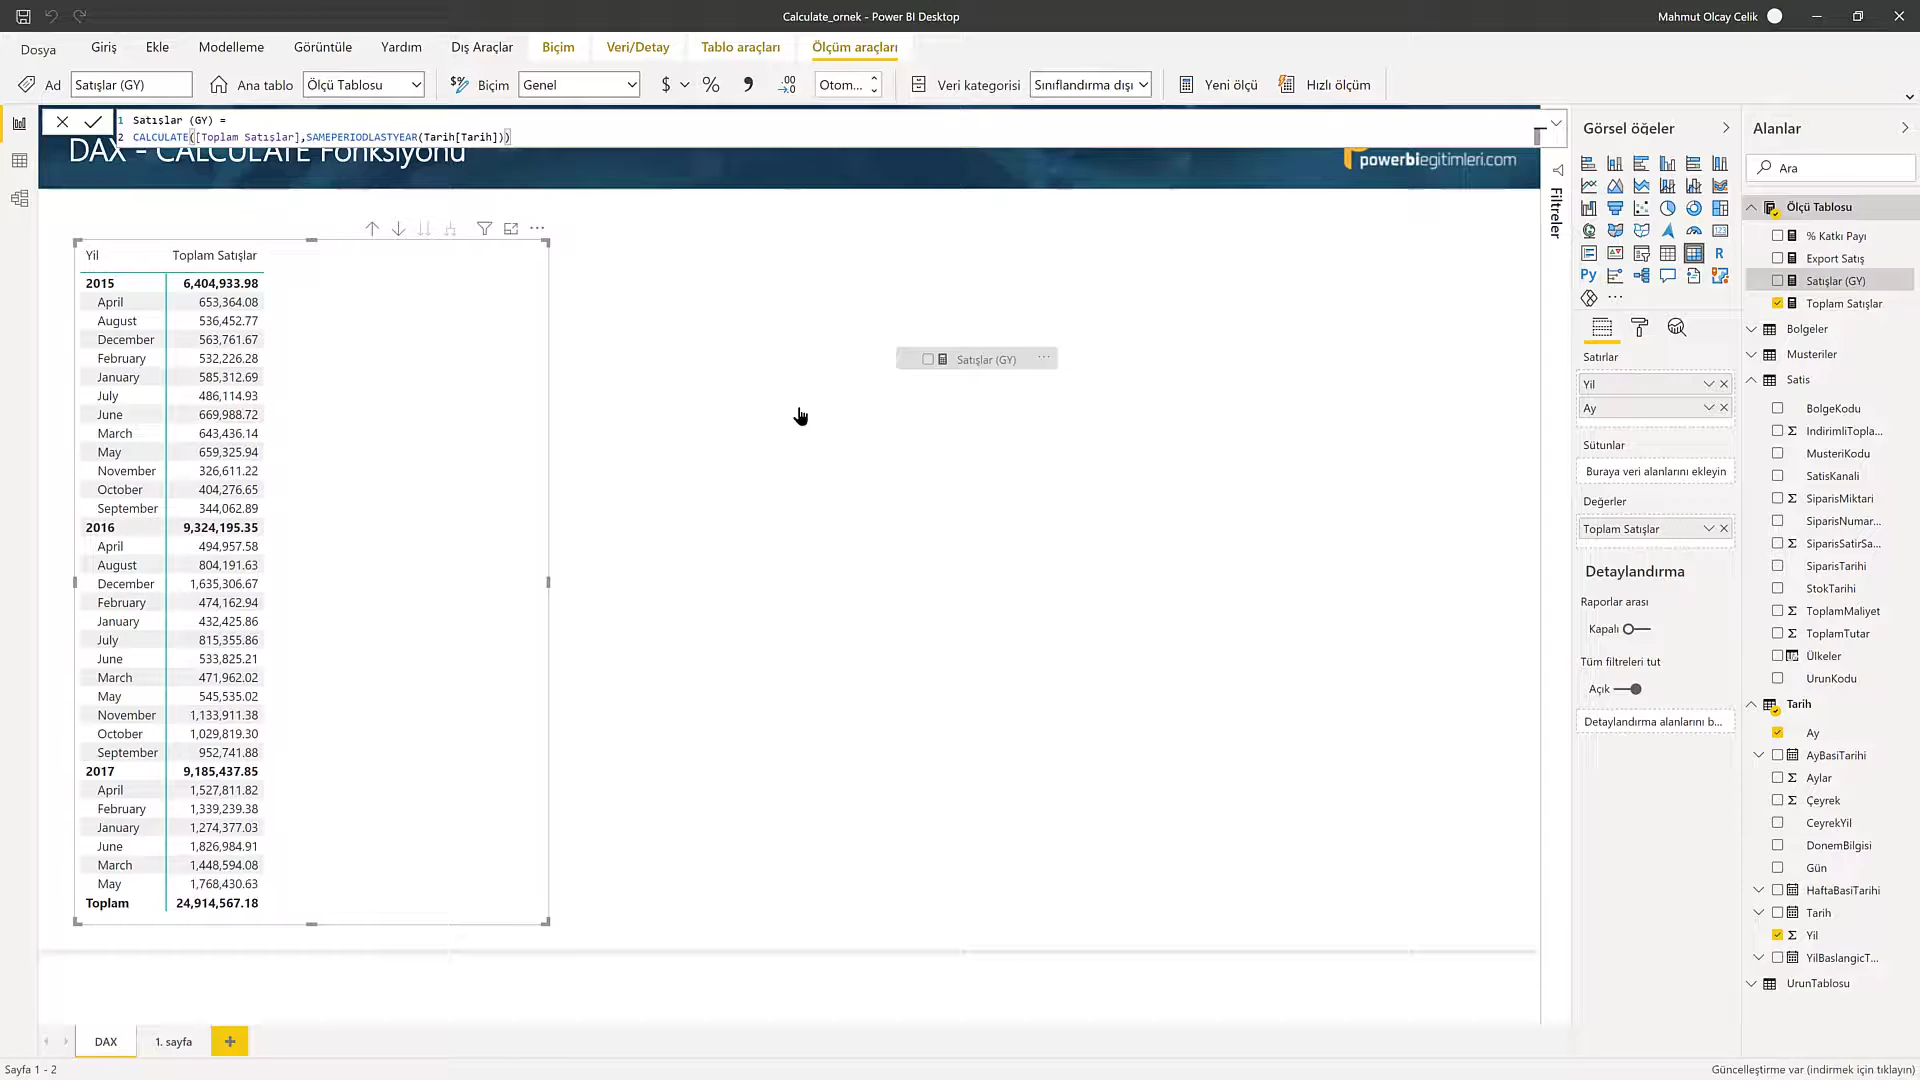 Calculate_ornek - Power BI Desktop
Mahmut Olcay Celik
Dosya
Giriş
Ekle
Modelleme
Görüntüle
Yardım
Dış Araçlar
Biçim
Veri/Detay
Tablo araçları
Ölçüm araçları
Ad
Satışlar (GY)
Ana tablo
Ölçü Tablosu
Biçim
Genel
$
%
Otom...
Veri kategorisi
Sınıflandırma dışı
Yeni ölçü
Hızlı ölçüm
1 Satışlar (GY) =
2 CALCULATE([Toplam Satışlar],SAMEPERIODLASTYEAR(Tarih[Tarih]))
DAX - CALCULATE Fonksiyonu
powerbiegitimleri.com
Yil Toplam Satışlar
2015 6,404,933.98
April 653,364.08
August 536,452.77
December 563,761.67
February 532,226.28
January 585,312.69
July 486,114.93
June 669,988.72
March 643,436.14
May 659,325.94
November 326,611.22
October 404,276.65
September 344,062.89
2016 9,324,195.35
April 494,957.58
August 804,191.63
December 1,635,306.67
February 474,162.94
January 432,425.86
July 815,355.86
June 533,825.21
March 471,962.02
May 545,535.02
November 1,133,911.38
October 1,029,819.30
September 952,741.88
2017 9,185,437.85
April 1,527,811.82
February 1,339,239.38
January 1,274,377.03
June 1,826,984.91
March 1,448,594.08
May 1,768,430.63
Toplam 24,914,567.18
Satışlar (GY)
Filtreler
Görsel öğeler
R
Py
Satırlar
Yil
Ay
Sütunlar
Buraya veri alanlarını ekleyin
Değerler
Toplam Satışlar
Detaylandırma
Raporlar arası
Kapalı
Tüm filtreleri tut
Açık
Detaylandırma alanlarını b...
Alanlar
Ara
Ölçü Tablosu
% Katkı Payı
Export Satış
Satışlar (GY)
Toplam Satışlar
Bolgeler
Musteriler
Satis
BolgeKodu
IndirimliTopla...
MusteriKodu
SatisKanali
SiparisMiktari
SiparisNumar...
SiparisSatirSa...
SiparisTarihi
StokTarihi
ToplamMaliyet
ToplamTutar
Ülkeler
UrunKodu
Tarih
Ay
AyBasiTarihi
Aylar
Çeyrek
CeyrekYil
DonemBilgisi
Gün
HaftaBasiTarihi
Tarih
Yil
YilBaslangicT...
UrunTablosu
DAX
1. sayfa
Sayfa 1 - 2
Güncelleştirme var (indirmek için tıklayın)